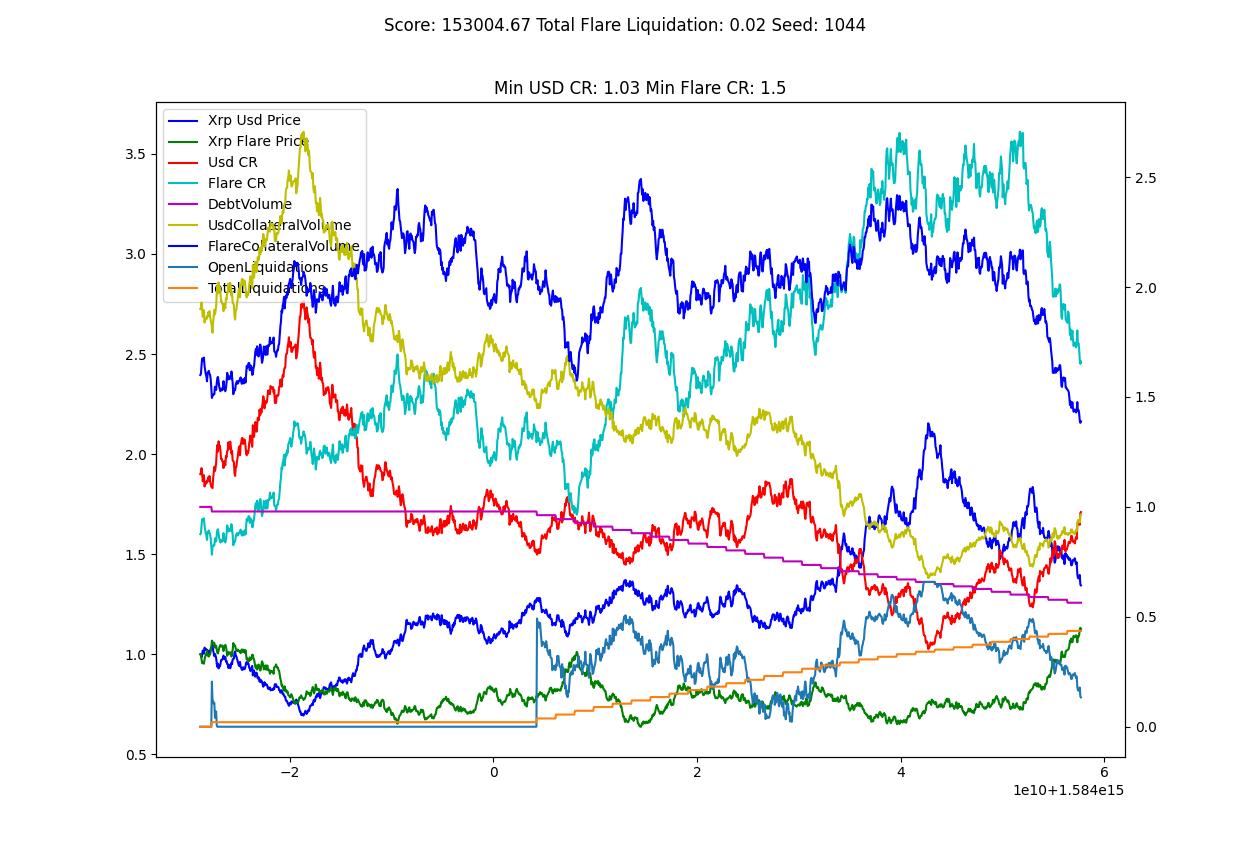 Score: 153004.67 Total Flare Liquidation: 0.02 Seed: 1044
Min USD CR: 1.03 Min Flare CR: 1.5
Xrp Usd Price
Xrp Flare Price
Usd CR
Flare CR
DebtVolume
UsdCollateralVolume
FlareCollateralVolume
OpenLiquidations
TotalLiquidations
3.5
3.0
2.5
2.0
1.5
1.0
0.5
2.5
2.0
1.5
1.0
0.5
0.0
−2
0
2
4
6
1e10+1.584e15